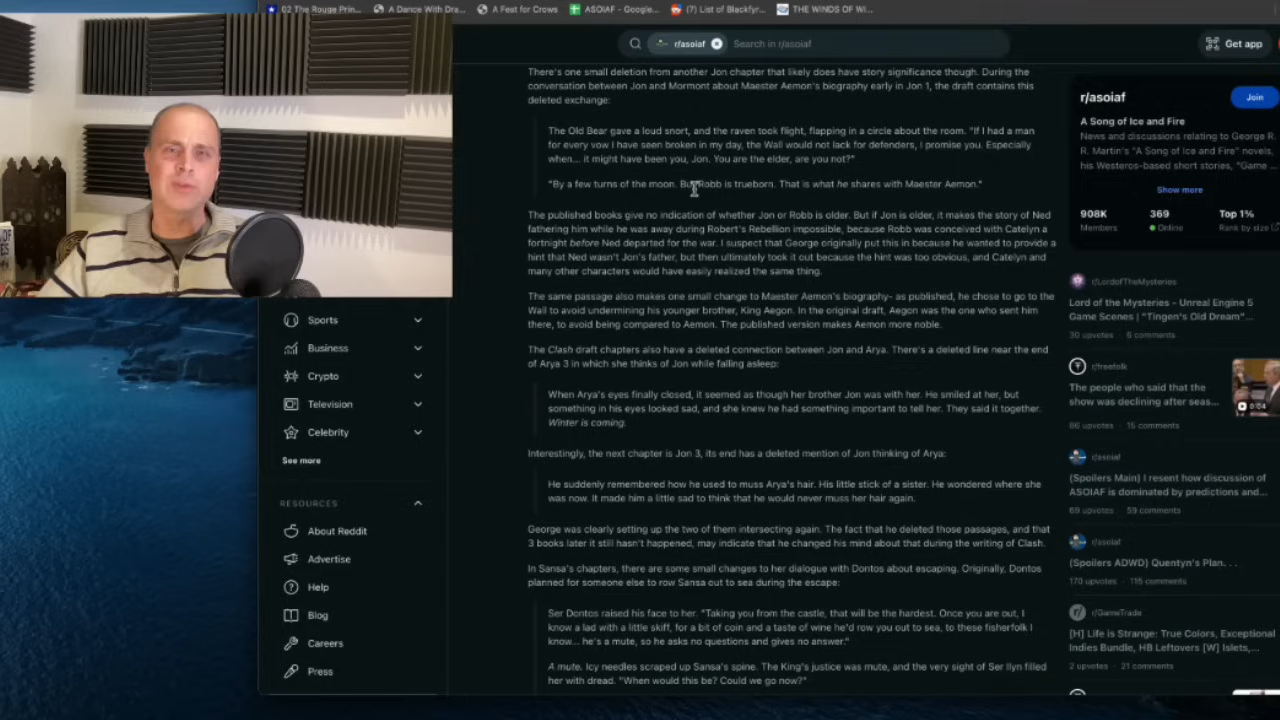 02 The Rouge Prin...
A Dance With Dra...
A Fest for Crows
ASOIAF - Google...
(7) List of Blackfyr...
THE WINDS OF WI...
r/asoiaf
Search in r/asoiaf
Get app
There's one small deletion from another Jon chapter that likely does have story significance though. During the
conversation between Jon and Mormont about Maester Aemon's biography early in Jon 1, the draft contains this
deleted exchange:
The Old Bear gave a loud snort, and the raven took flight, flapping in a circle about the room. "If I had a man
for every vow I have seen broken in my day, the Wall would not lack for defenders, I promise you. Especially
when... it might have been you, Jon. You are the elder, are you not?"
"By a few turns of the moon. But Robb is trueborn. That is what he shares with Maester Aemon."
The published books give no indication of whether Jon or Robb is older. But if Jon is older, it makes the story of Ned
fathering him while he was away during Robert's Rebellion impossible, because Robb was conceived with Catelyn a
fortnight before Ned departed for the war. I suspect that George originally put this in because he wanted to provide a
hint that Ned wasn't Jon's father, but then ultimately took it out because the hint was too obvious, and Catelyn and
many other characters would have easily realized the same thing.
The same passage also makes one small change to Maester Aemon's biography- as published, he chose to go to the
Wall to avoid undermining his younger brother, King Aegon. In the original draft, Aegon was the one who sent him
there, to avoid being compared to Aemon. The published version makes Aemon more noble.
The Clash draft chapters also have a deleted connection between Jon and Arya. There's a deleted line near the end
of Arya 3 in which she thinks of Jon while falling asleep:
When Arya's eyes finally closed, it seemed as though her brother Jon was with her. He smiled at her, but
something in his eyes looked sad, and she knew he had something important to tell her. They said it together.
Winter is coming.
Interestingly, the next chapter is Jon 3, its end has a deleted mention of Jon thinking of Arya:
He suddenly remembered how he used to muss Arya's hair. His little stick of a sister. He wondered where she
was now. It made him a little sad to think that he would never muss her hair again.
George was clearly setting up the two of them intersecting again. The fact that he deleted those passages, and that
3 books later it still hasn't happened, may indicate that he changed his mind about that during the writing of Clash.
In Sansa's chapters, there are some small changes to her dialogue with Dontos about escaping. Originally, Dontos
planned for someone else to row Sansa out to sea during the escape:
Ser Dontos raised his face to her. "Taking you from the castle, that will be the hardest. Once you are out, I
know a lad with a little skiff, for a bit of coin and a taste of wine he'd row you out to sea, to these fisherfolk I
know... he's a mute, so he asks no questions and gives no answer."
A mute. Icy needles scraped up Sansa's spine. The King's justice was mute, and the very sight of Ser Ilyn filled
her with dread. "When would this be? Could we go now?"
Sports
Business
Crypto
Television
Celebrity
See more
RESOURCES
About Reddit
Advertise
Help
Blog
Careers
Press
r/asoiaf
Join
A Song of Ice and Fire
News and discussions relating to George R.
R. Martin's "A Song of Ice and Fire" novels,
his Westeros-based short stories, "Game ...
Show more
908K
369
Top 1%
Members
Online
Rank by size
r/LordofTheMysteries
Lord of the Mysteries - Unreal Engine 5
Game Scenes | "Tingen's Old Dream"...
30 upvotes · 6 comments
r/freefolk
The people who said that the
show was declining after seas...
0:04
66 upvotes · 15 comments
r/asoiaf
(Spoilers Main) I resent how discussion of
ASOIAF is dominated by predictions and...
69 upvotes · 59 comments
r/asoiaf
(Spoilers ADWD) Quentyn's Plan. . .
170 upvotes · 115 comments
r/GameTrade
[H] Life is Strange: True Colors, Exceptional
Indies Bundle, HB Leftovers [W] Islets,...
2 upvotes · 21 comments